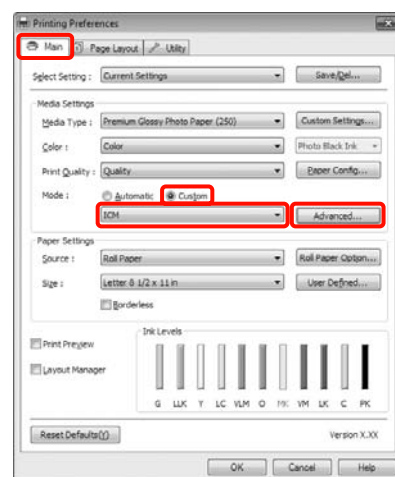 Printing Preferences
Main Page Layout Utility
Select Setting : Current Settings Save/Del...
Media Settings
Media Type : Premium Glossy Photo Paper (250) Custom Settings...
Color : Color Photo Black Ink
Print Quality : Quality Paper Config...
Mode : Automatic Custom
ICM Advanced...
Paper Settings
Source : Roll Paper Roll Paper Option...
Size : Letter 8 1/2 x 11 in User Defined...
Borderless
Ink Levels
Print Preview
Layout Manager
G LLK Y LC VLM O MK VM LK C PK
Reset Defaults(Y) Version X.XX
OK Cancel Help